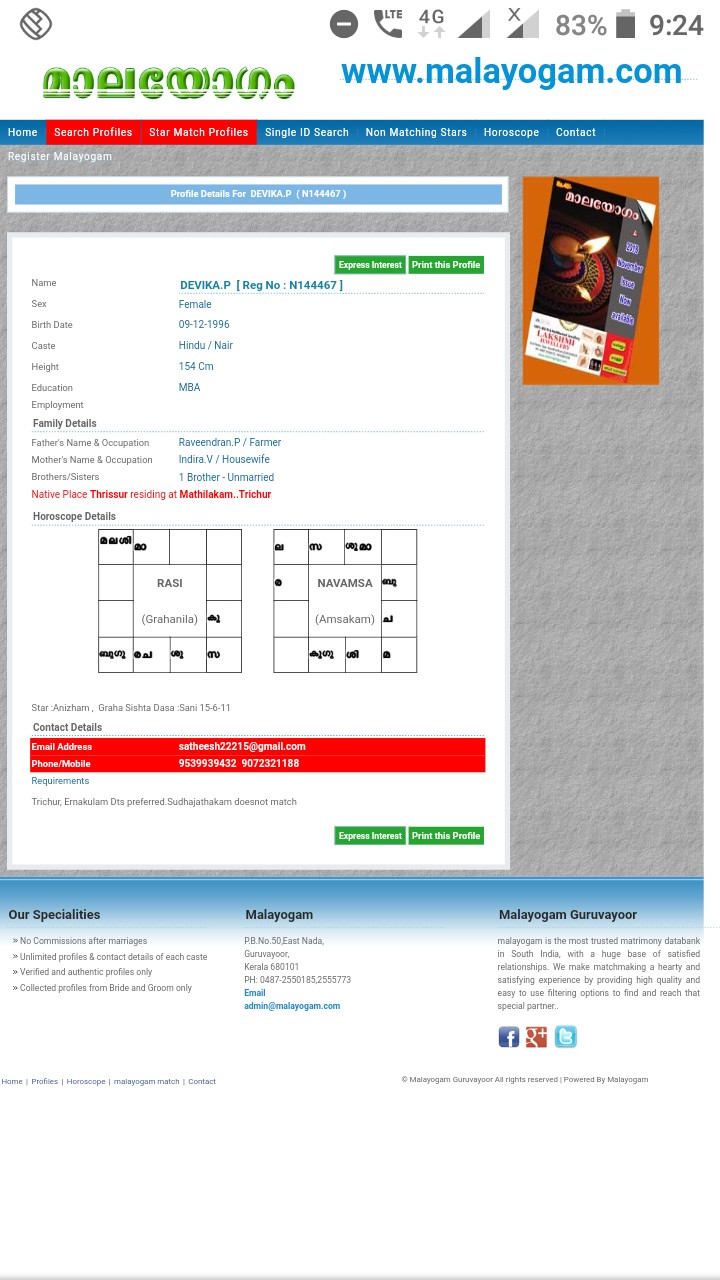 LTE 4G X 83% 9:24
മലയോഗം www.malayogam.com
Home Search Profiles Star Match Profiles Single ID Search Non Matching Stars Horoscope Contact
Register Malayogam
Profile Details For DEVIKA.P ( N144467 )
മാലയോഗം
2019
November
Issue
Now
available
LAKSHMI
JEWELLERY
Express Interest Print this Profile
Name DEVIKA.P [ Reg No : N144467 ]
Sex Female
Birth Date 09-12-1996
Caste Hindu / Nair
Height 154 Cm
Education MBA
Employment
Family Details
Father's Name & Occupation Raveendran.P / Farmer
Mother's Name & Occupation Indira.V / Housewife
Brothers/Sisters 1 Brother - Unmarried
Native Place Thrissur residing at Mathilakam..Trichur
Horoscope Details
മ ല ശി മാ ല സ ശു മാ
RASI ര NAVAMSA ബു
(Grahanila) കു (Amsakam) ച
ബു ഗു ര ച ശു സ കു ഗു ശി മ
Star :Anizham , Graha Sishta Dasa :Sani 15-6-11
Contact Details
Email Address satheesh22215@gmail.com
Phone/Mobile 9539939432 9072321188
Requirements
Trichur, Ernakulam Dts preferred.Sudhajathakam doesnot match
Express Interest Print this Profile
Our Specialities
» No Commissions after marriages
» Unlimited profiles & contact details of each caste
» Verified and authentic profiles only
» Collected profiles from Bride and Groom only
Malayogam
P.B.No.50,East Nada,
Guruvayoor,
Kerala 680101
PH: 0487-2550185,2555773
Email
admin@malayogam.com
Malayogam Guruvayoor
malayogam is the most trusted matrimony databank
in South India, with a huge base of satisfied
relationships. We make matchmaking a hearty and
satisfying experience by providing high quality and
easy to use filtering options to find and reach that
special partner..
f g+ t
Home | Profiles | Horoscope | malayogam match | Contact
© Malayogam Guruvayoor All rights reserved | Powered By Malayogam